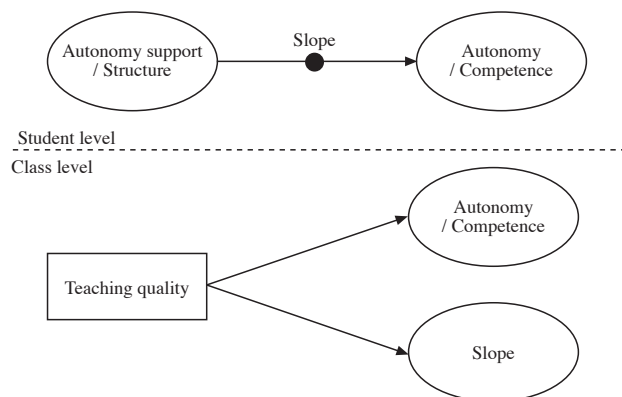 Slope
Autonomy support
/ Structure
Autonomy
/ Competence
Student level
Class level
Autonomy
/ Competence
Teaching quality
Slope